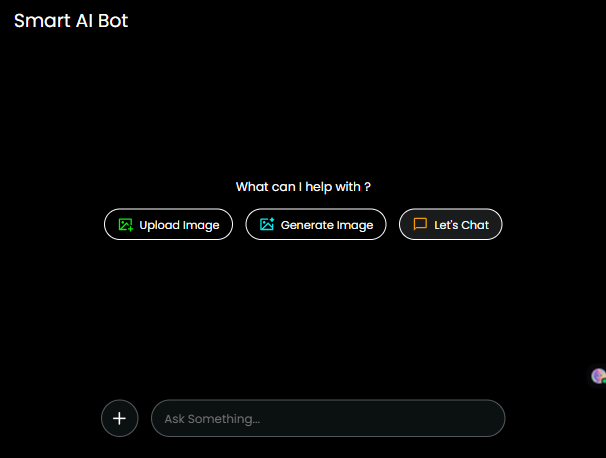 Smart AI Bot
What can I help with ?
Upload Image
Generate Image
Let's Chat
Ask Something...